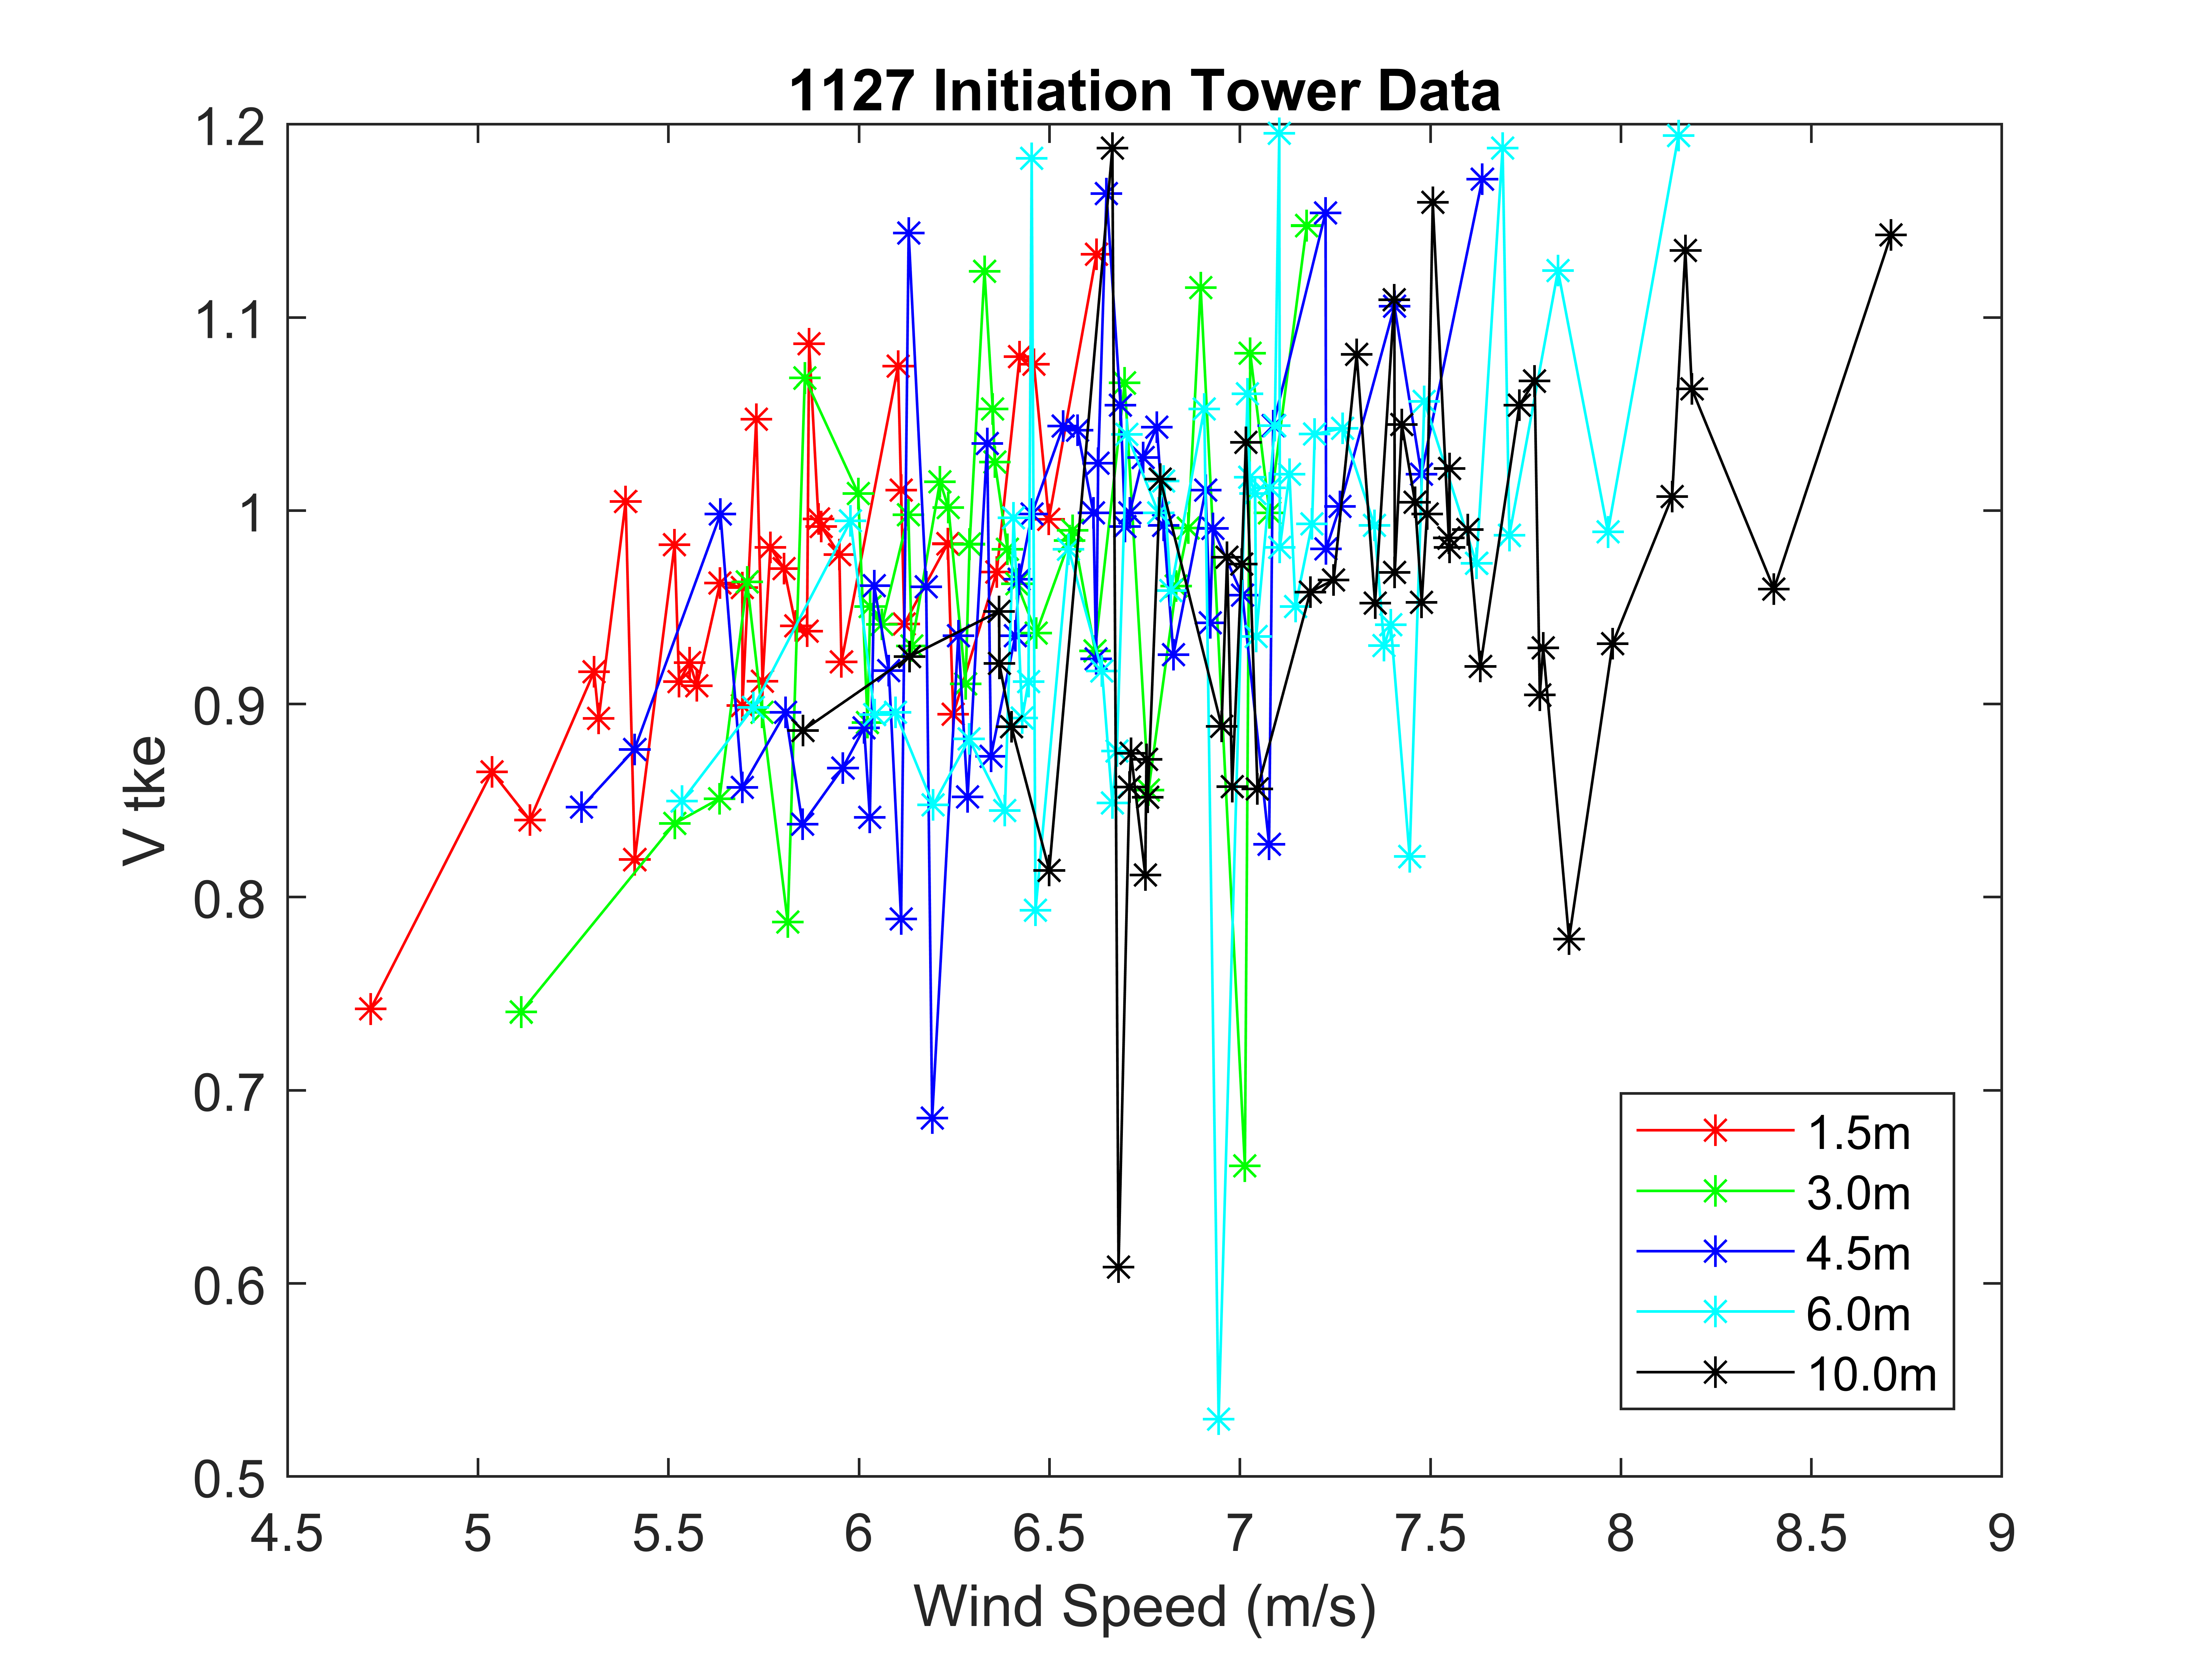 1127 Initiation Tower Data
1.2
1.1
1
0.9
0.8
0.7
0.6
0.5
V tke
4.5 5 5.5 6 6.5 7 7.5 8 8.5 9
Wind Speed (m/s)
1.5m
3.0m
4.5m
6.0m
10.0m